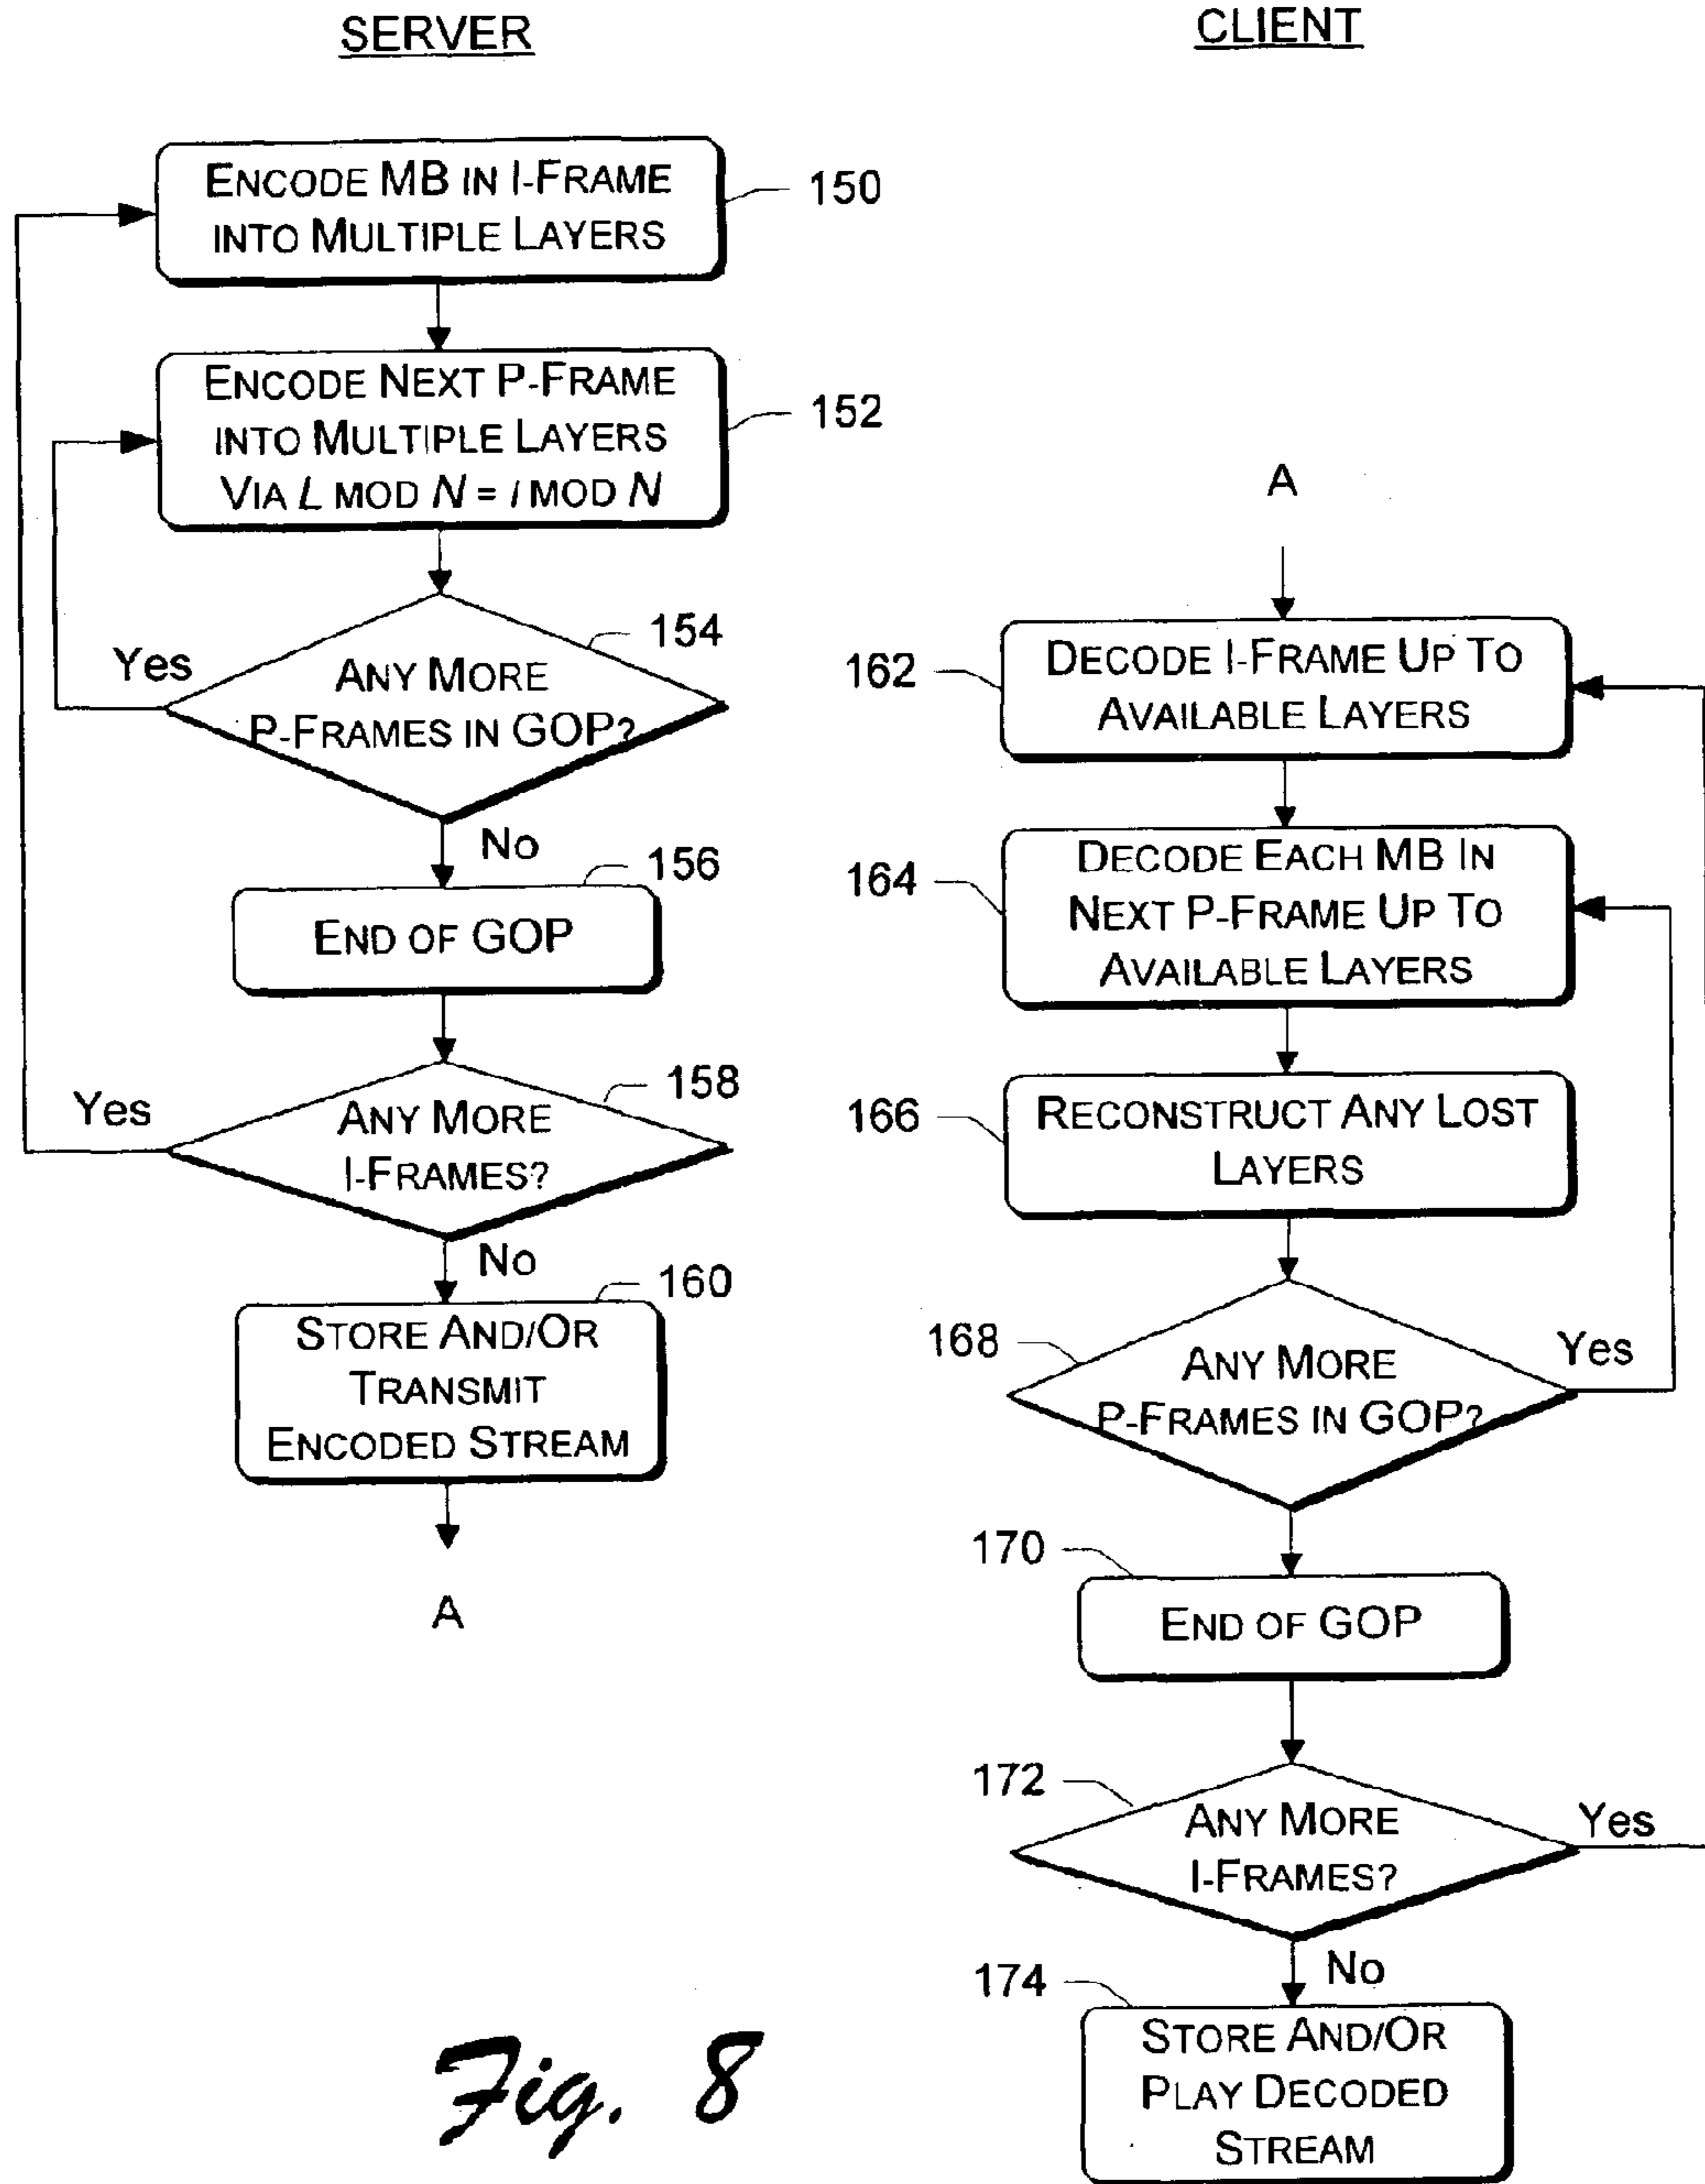 SERVER
ENCODE MB IN I-FRAME
INTO MULTIPLE LAYERS
150
ENCODE NEXT P-FRAME
INTO MULTIPLE LAYERS
VIA L MOD N = I MOD N
152
154
Yes
ANY MORE
P-FRAMES IN GOP?
No
156
END OF GOP
158
Yes
ANY MORE
I-FRAMES?
No
160
STORE AND/OR
TRANSMIT
ENCODED STREAM
A
CLIENT
A
162
DECODE I-FRAME UP TO
AVAILABLE LAYERS
164
DECODE EACH MB IN
NEXT P-FRAME UP TO
AVAILABLE LAYERS
166
RECONSTRUCT ANY LOST
LAYERS
168
Yes
ANY MORE
P-FRAMES IN GOP?
170
END OF GOP
172
Yes
ANY MORE
I-FRAMES?
No
174
STORE AND/OR
PLAY DECODED
STREAM
Fig. 8